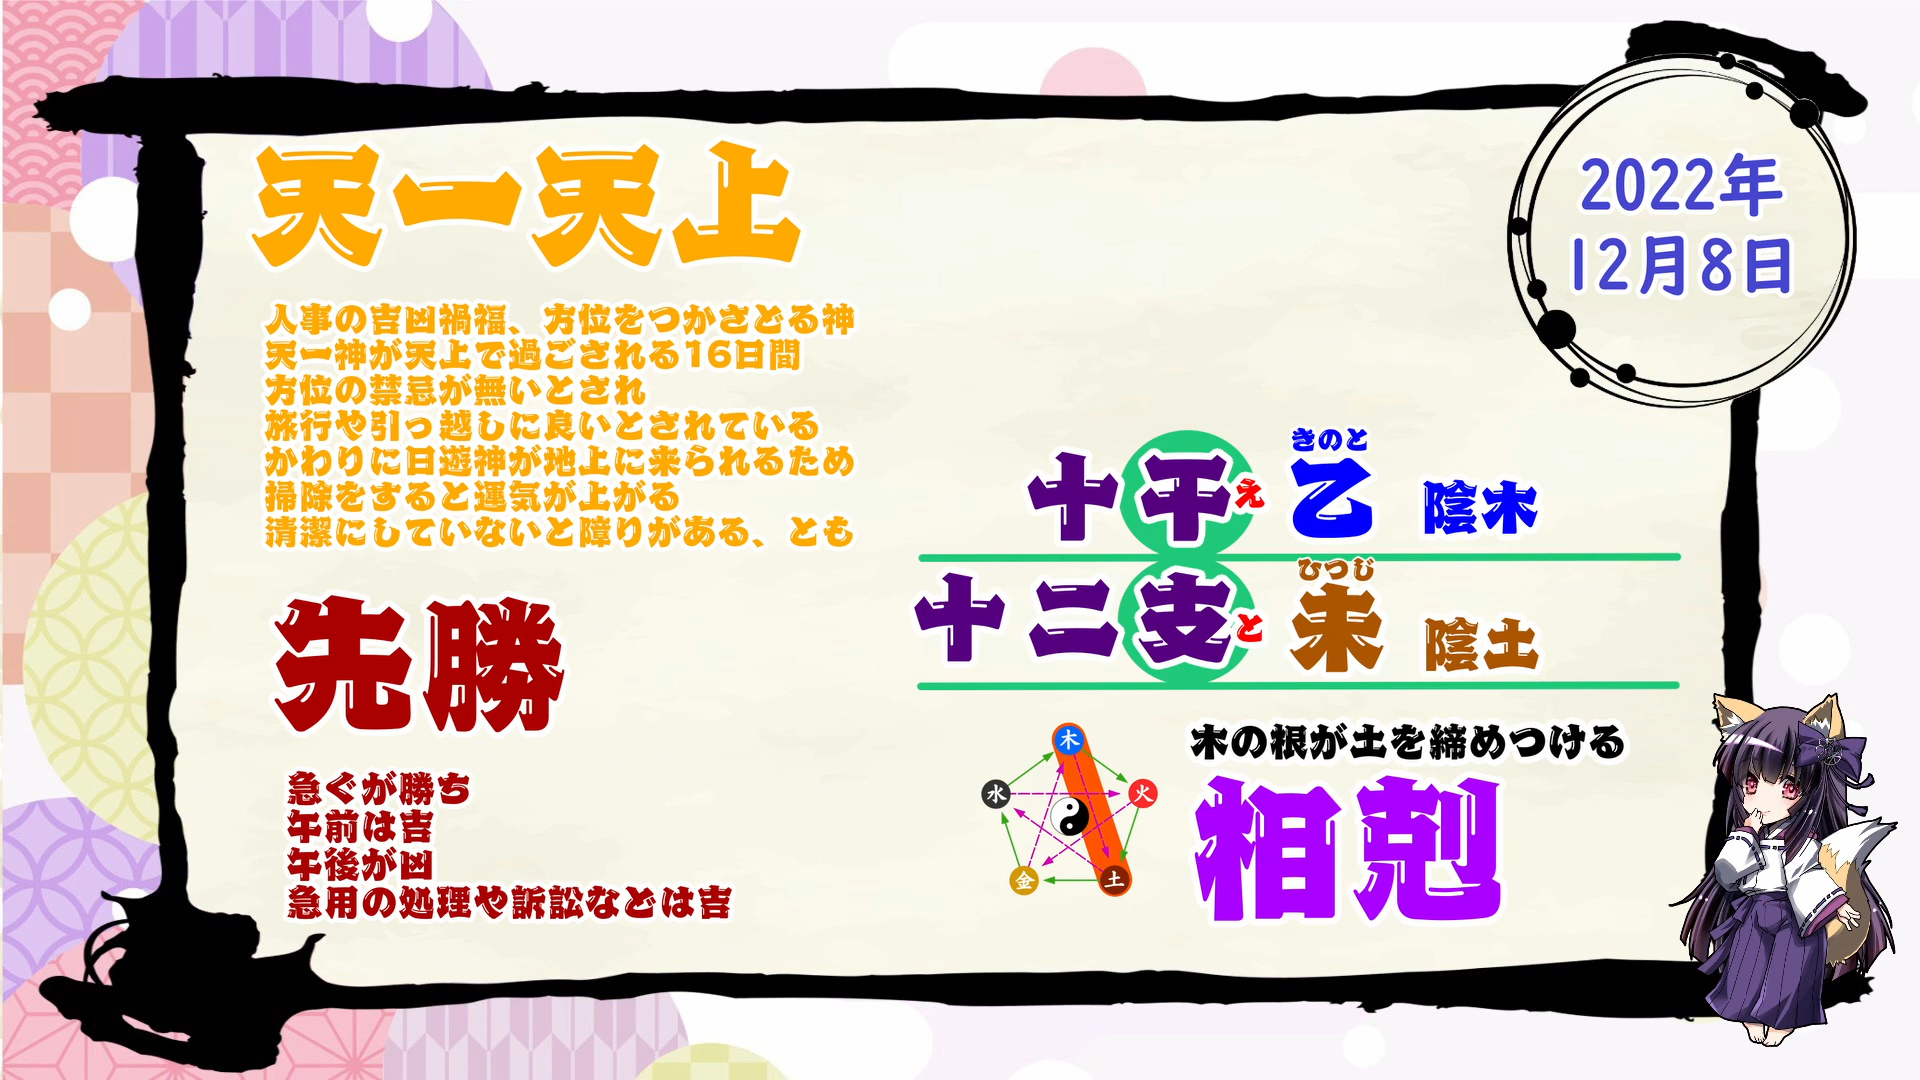 天一天上
人事の吉凶禍福、方位をつかさどる神
天一神が天上で過ごされる16日間
方位の禁忌が無いとされ
旅行や引っ越しに良いとされている
かわりに日遊神が地上に来られるため
掃除をすると運気が上がる
清潔にしていないと障りがある、とも
先勝
急ぐが勝ち
午前は吉
午後が凶
急用の処理や訴訟などは吉
2022年
12月8日
きのと
十干え 乙 陰木
ひつじ
十二支と 未 陰土
木の根が土を締めつける
相剋
木
水
火
金
土